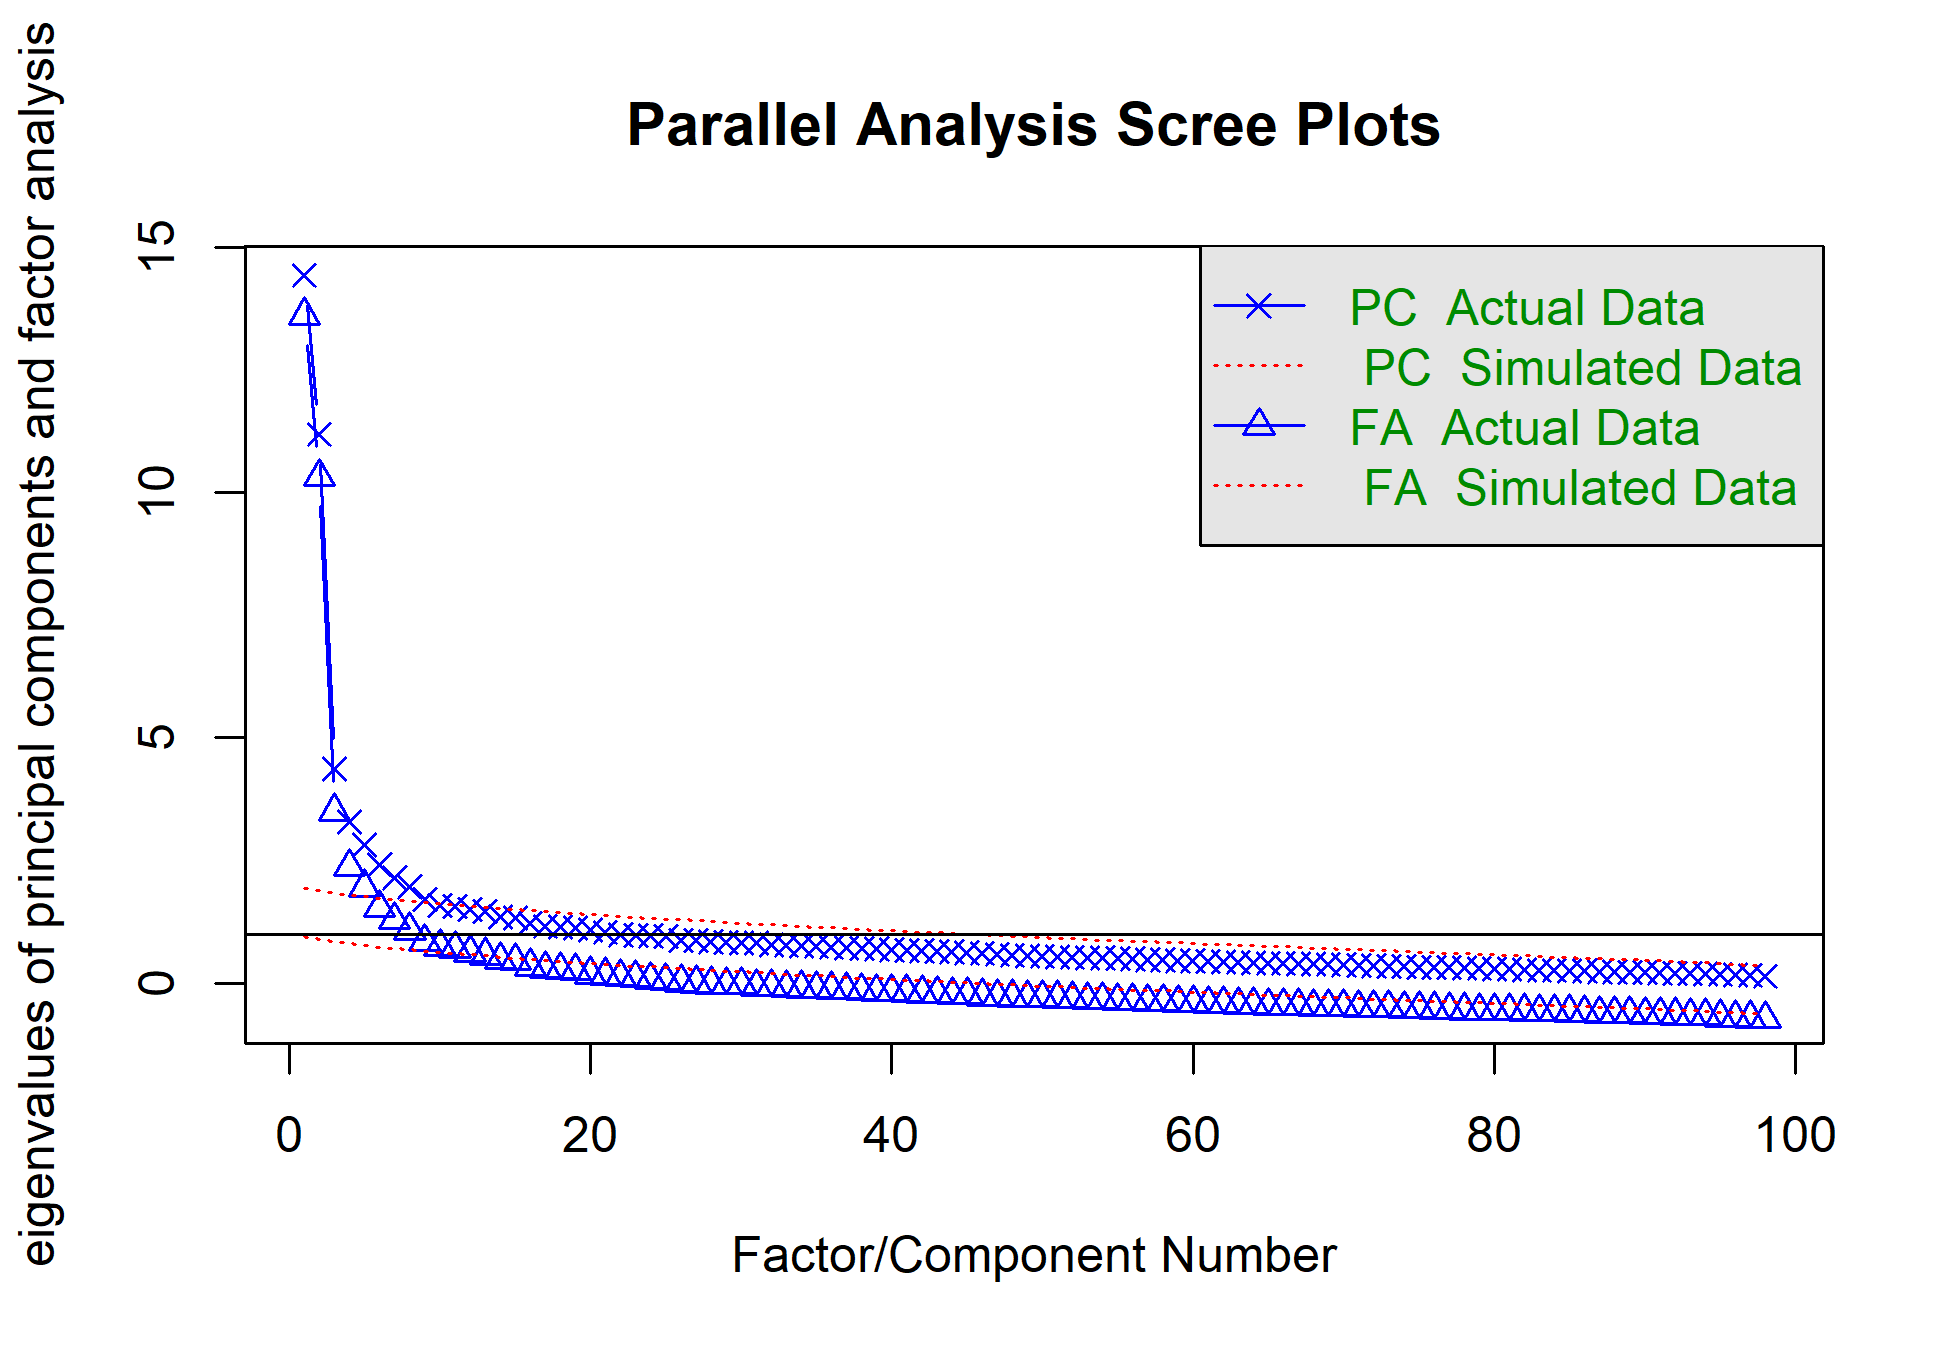 Parallel Analysis Scree Plots
eigenvalues of principal components and factor analysis
15
10
5
0
PC  Actual Data
PC  Simulated Data
FA  Actual Data
FA  Simulated Data
0 20 40 60 80 100
Factor/Component Number